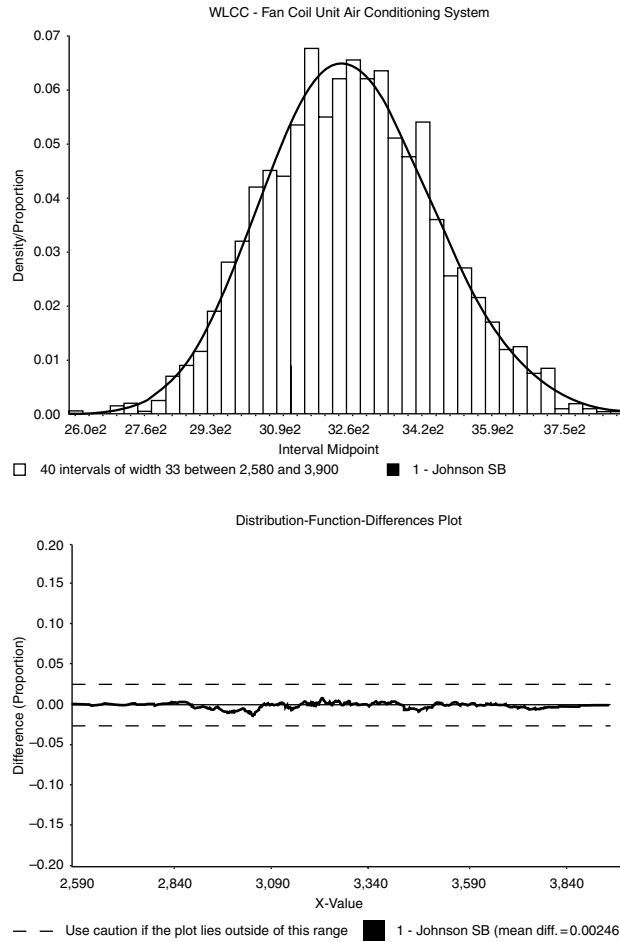 WLCC - Fan Coil Unit Air Conditioning System
0.07
0.06
0.05
0.04
0.03
0.02
0.01
0.00
Density/Proportion
26.0e2 27.6e2 29.3e2 30.9e2 32.6e2 34.2e2 35.9e2 37.5e2
Interval Midpoint
40 intervals of width 33 between 2,580 and 3,900 1 - Johnson SB
Distribution-Function-Differences Plot
0.20
0.15
0.10
0.05
0.00
−0.05
−0.10
−0.15
−0.20
Difference (Proportion)
2,590 2,840 3,090 3,340 3,590 3,840
X-Value
Use caution if the plot lies outside of this range 1 - Johnson SB (mean diff. = 0.00246